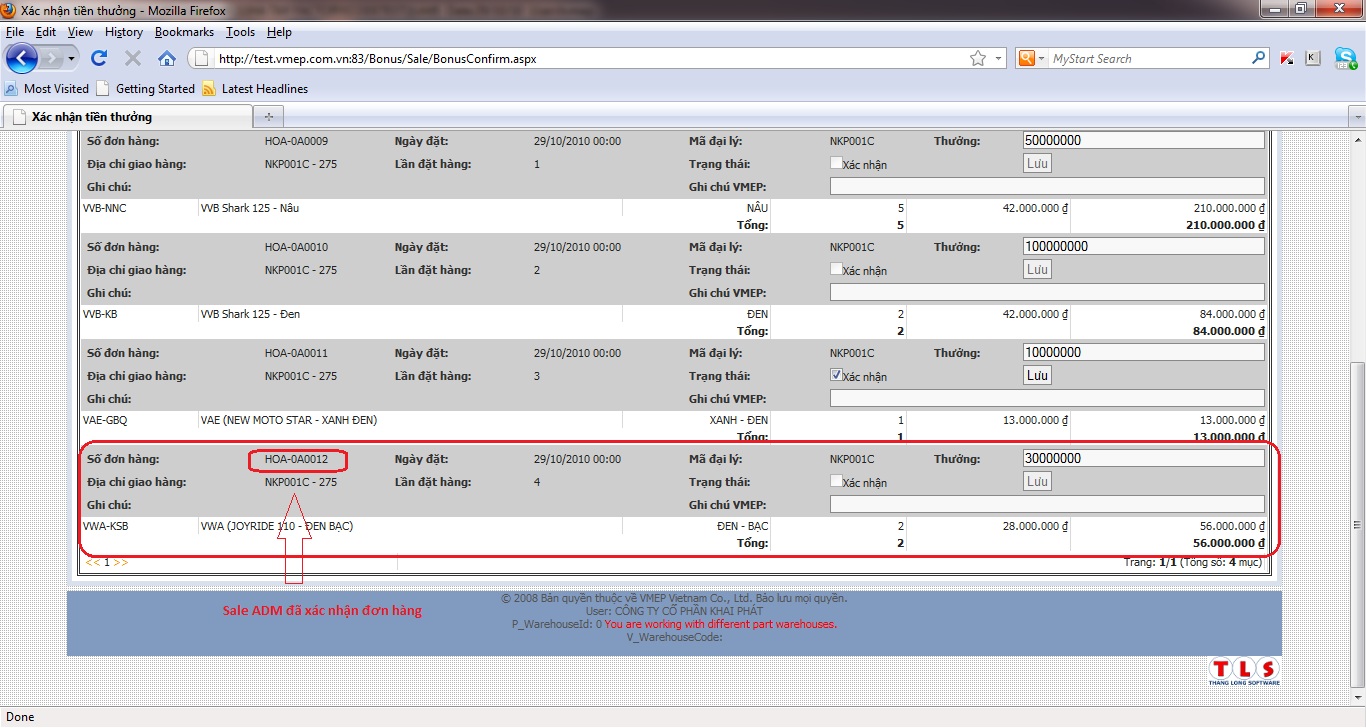 Xác nhận tiền thưởng - Mozilla Firefox
File Edit View History Bookmarks Tools Help
http://test.vmep.com.vn:83/Bonus/Sale/BonusConfirm.aspx MyStart Search
Most Visited Getting Started Latest Headlines
Xác nhận tiền thưởng
Số đơn hàng: HOA-0A0009 Ngày đặt: 29/10/2010 00:00 Mã đại lý: NKP001C Thưởng: 50000000
Địa chỉ giao hàng: NKP001C - 275 Lần đặt hàng: 1 Trạng thái: Xác nhận Lưu
Ghi chú: Ghi chú VMEP:
VVB-NNC VVB Shark 125 - Nâu NÂU 5 42.000.000 ₫ 210.000.000 ₫
Tổng: 5 210.000.000 ₫
Số đơn hàng: HOA-0A0010 Ngày đặt: 29/10/2010 00:00 Mã đại lý: NKP001C Thưởng: 100000000
Địa chỉ giao hàng: NKP001C - 275 Lần đặt hàng: 2 Trạng thái: Xác nhận Lưu
Ghi chú: Ghi chú VMEP:
VVB-KB VVB Shark 125 - Đen ĐEN 2 42.000.000 ₫ 84.000.000 ₫
Tổng: 2 84.000.000 ₫
Số đơn hàng: HOA-0A0011 Ngày đặt: 29/10/2010 00:00 Mã đại lý: NKP001C Thưởng: 10000000
Địa chỉ giao hàng: NKP001C - 275 Lần đặt hàng: 3 Trạng thái: Xác nhận Lưu
Ghi chú: Ghi chú VMEP:
VAE-GBQ VAE (NEW MOTO STAR - XANH ĐEN) XANH - ĐEN 1 13.000.000 ₫ 13.000.000 ₫
Tổng: 1 13.000.000 ₫
Số đơn hàng: HOA-0A0012 Ngày đặt: 29/10/2010 00:00 Mã đại lý: NKP001C Thưởng: 30000000
Địa chỉ giao hàng: NKP001C - 275 Lần đặt hàng: 4 Trạng thái: Xác nhận Lưu
Ghi chú: Ghi chú VMEP:
VWA-KSB VWA (JOYRIDE 110 - ĐEN BẠC) ĐEN - BẠC 2 28.000.000 ₫ 56.000.000 ₫
Tổng: 2 56.000.000 ₫
<< 1 >> Trang: 1/1 (Tổng số: 4 mục)
© 2008 Bản quyền thuộc về VMEP Vietnam Co., Ltd. Bảo lưu mọi quyền.
Sale ADM đã xác nhận đơn hàng
User: CÔNG TY CỔ PHẦN KHAI PHÁT
P_WarehouseId: 0 You are working with different part warehouses.
V_WarehouseCode:
TLS
THANG LONG SOFTWARE
Done